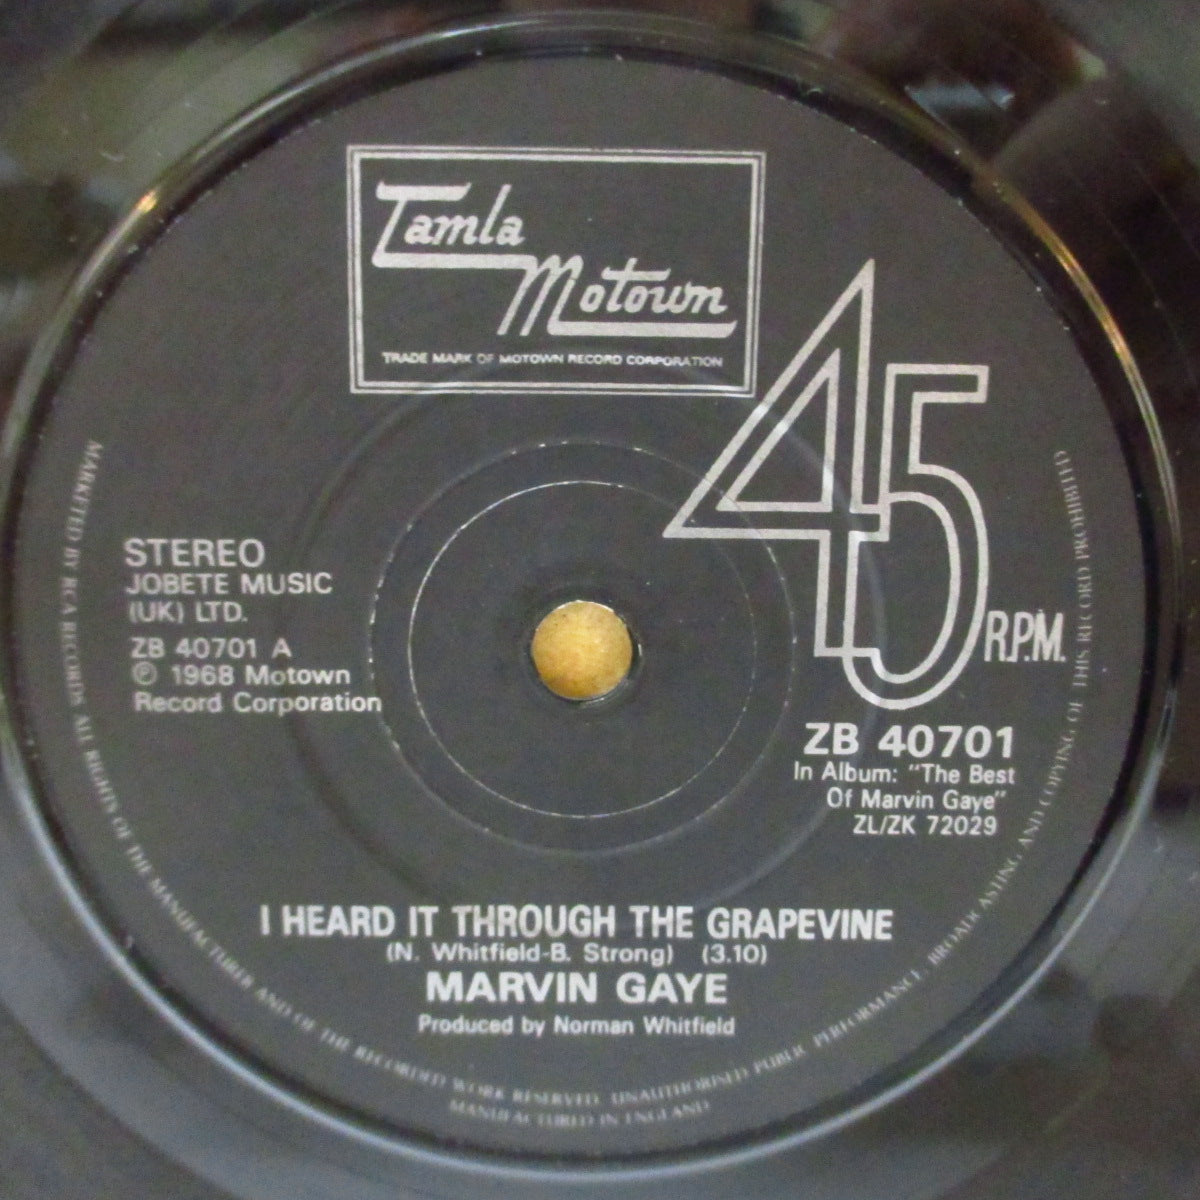 Tamla
Motown
TRADE MARK OF MOTOWN RECORD CORPORATION
45
R.P.M.
STEREO
JOBETE MUSIC
(UK) LTD.
ZB 40701 A
℗ 1968 Motown
Record Corporation
ZB 40701
In Album: "The Best
Of Marvin Gaye"
ZL/ZK 72029
I HEARD IT THROUGH THE GRAPEVINE
(N. Whitfield-B. Strong) (3.10)
MARVIN GAYE
Produced by Norman Whitfield
MARKETED BY RCA RECORDS. ALL RIGHTS OF THE MANUFACTURER AND OF THE RECORDED WORK RESERVED. UNAUTHORISED PUBLIC PERFORMANCE, BROADCASTING AND COPYING OF THIS RECORD PROHIBITED
MANUFACTURED IN ENGLAND